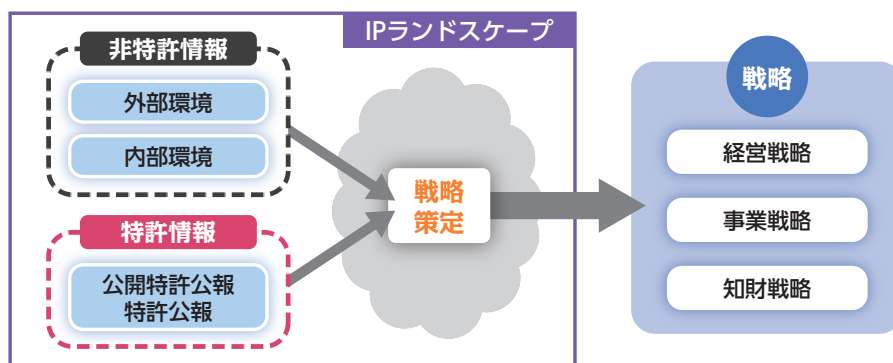 IPランドスケープ
非特許情報
外部環境
内部環境
特許情報
公開特許公報
特許公報
戦略
策定
戦略
経営戦略
事業戦略
知財戦略